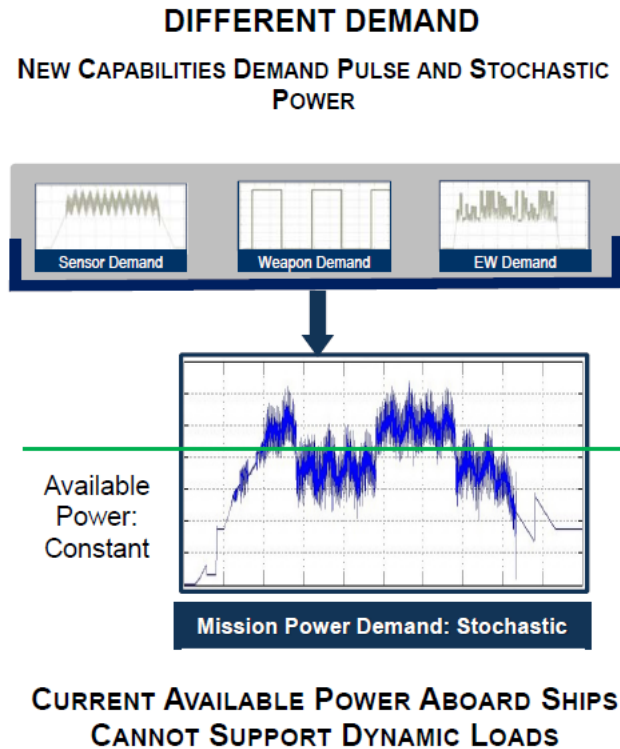 DIFFERENT DEMAND
NEW CAPABILITIES DEMAND PULSE AND STOCHASTIC
POWER
Sensor Demand
Weapon Demand
EW Demand
Available
Power:
Constant
Mission Power Demand: Stochastic
CURRENT AVAILABLE POWER ABOARD SHIPS
CANNOT SUPPORT DYNAMIC LOADS